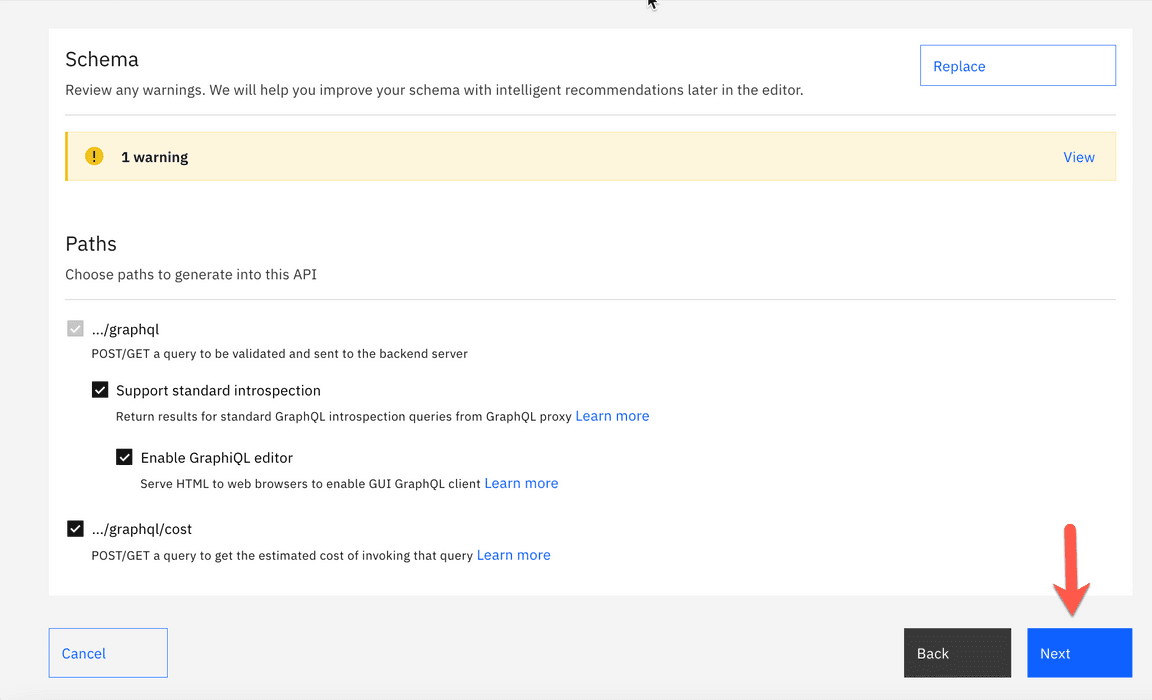 Schema
Replace
Review any warnings. We will help you improve your schema with intelligent recommendations later in the editor.
! 1 warning
View
Paths
Choose paths to generate into this API
.../graphql
POST/GET a query to be validated and sent to the backend server
Support standard introspection
Return results for standard GraphQL introspection queries from GraphQL proxy Learn more
Enable GraphiQL editor
Serve HTML to web browsers to enable GUI GraphQL client Learn more
.../graphql/cost
POST/GET a query to get the estimated cost of invoking that query Learn more
Cancel
Back
Next